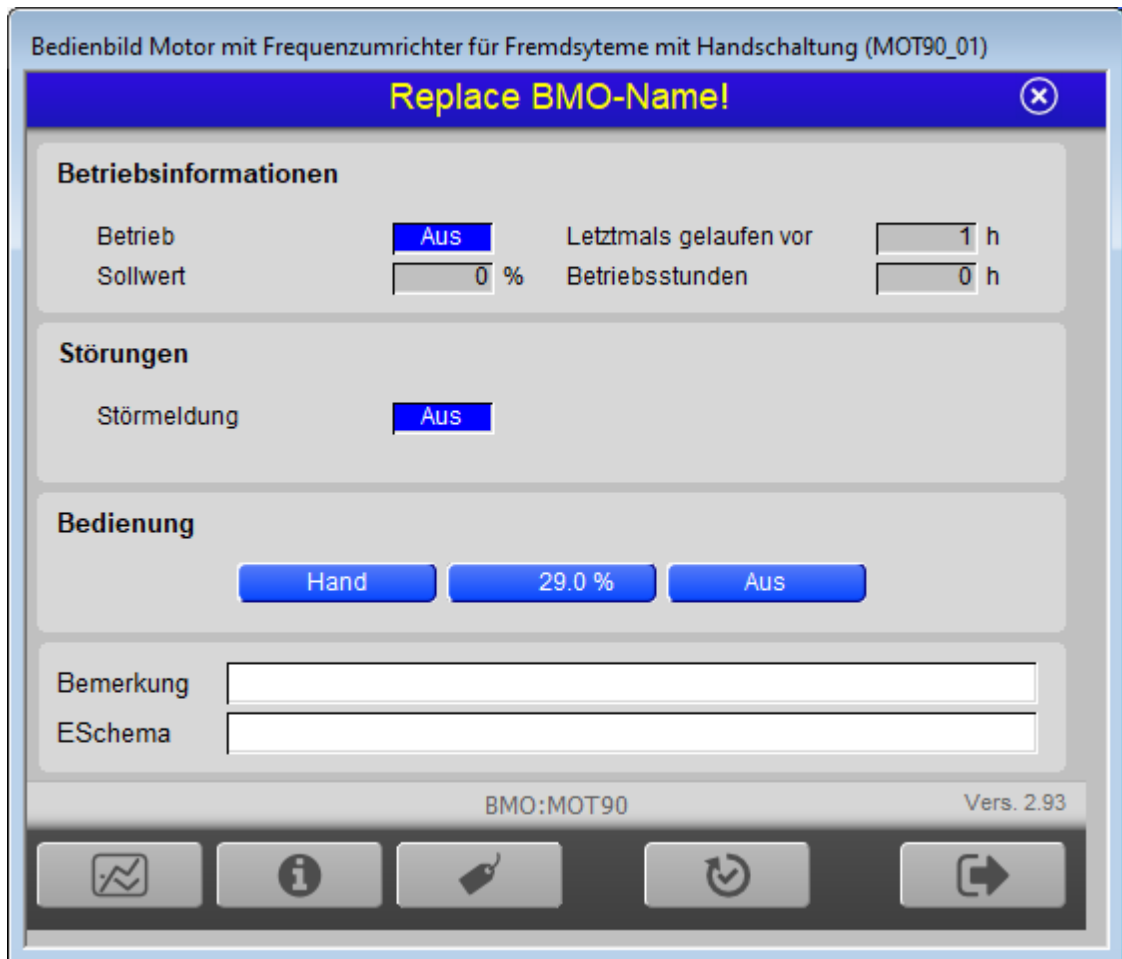 Bedienbild Motor mit Frequenzumrichter für Fremdsyteme mit Handschaltung (MOT90_01)
Replace BMO-Name!
Betriebsinformationen
Betrieb Aus Letztmals gelaufen vor 1 h
Sollwert 0 % Betriebsstunden 0 h
Störungen
Störmeldung Aus
Bedienung
Hand 29.0 % Aus
Bemerkung
ESchema
BMO:MOT90 Vers. 2.93